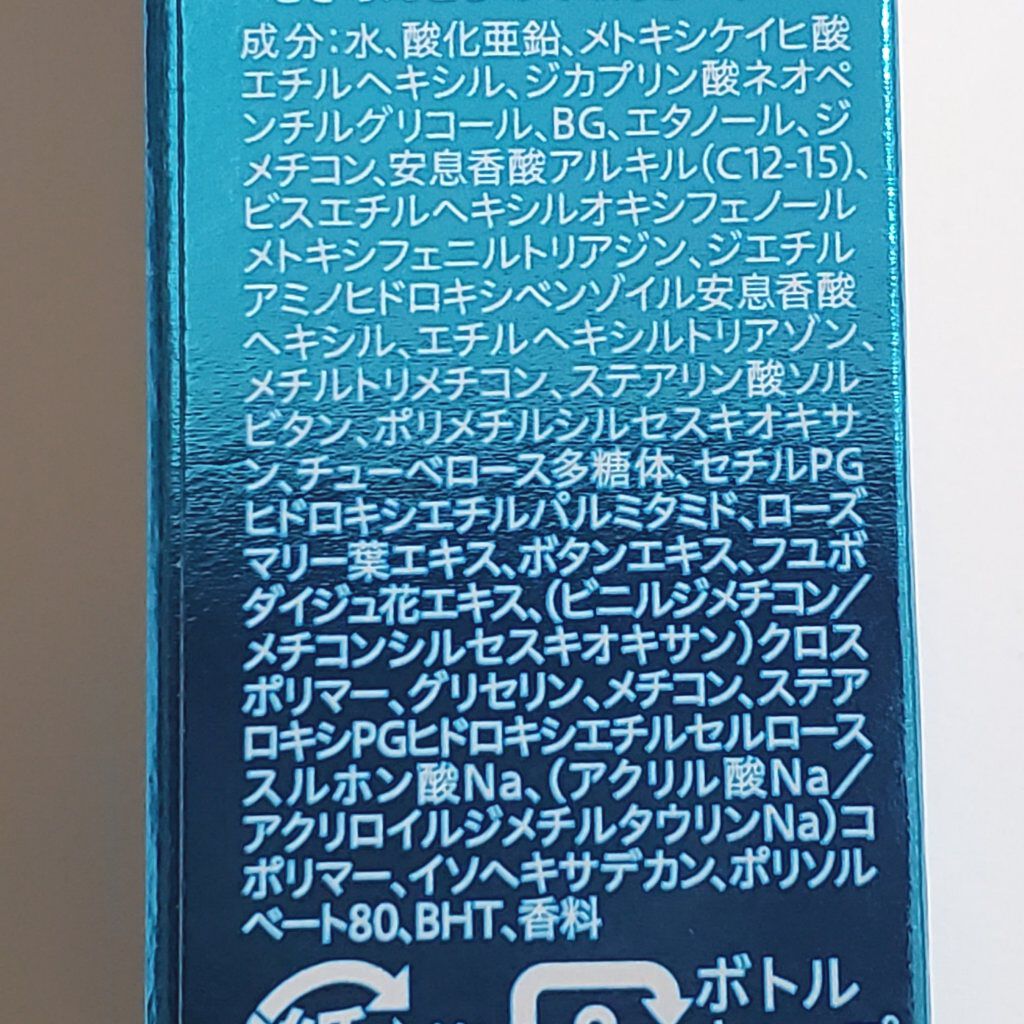 成分:水、酸化亜鉛、メトキシケイヒ酸
エチルヘキシル、ジカプリン酸ネオペ
ンチルグリコール、BG、エタノール、ジ
メチコン、安息香酸アルキル(C12-15)、
ビスエチルヘキシルオキシフェノール
メトキシフェニルトリアジン、ジエチル
アミノヒドロキシベンゾイル安息香酸
ヘキシル、エチルヘキシルトリアゾン、
メチルトリメチコン、ステアリン酸ソル
ビタン、ポリメチルシルセスキオキサ
ン、チューベロース多糖体、セチルPG
ヒドロキシエチルパルミタミド、ローズ
マリー葉エキス、ボタンエキス、フユボ
ダイジュ花エキス、(ビニルジメチコン/
メチコンシルセスキオキサン)クロス
ポリマー、グリセリン、メチコン、ステア
ロキシPGヒドロキシエチルセルロース
スルホン酸Na、(アクリル酸Na/
アクリロイルジメチルタウリンNa)コ
ポリマー、イソヘキサデカン、ポリソル
ベート80、BHT、香料
ボトル